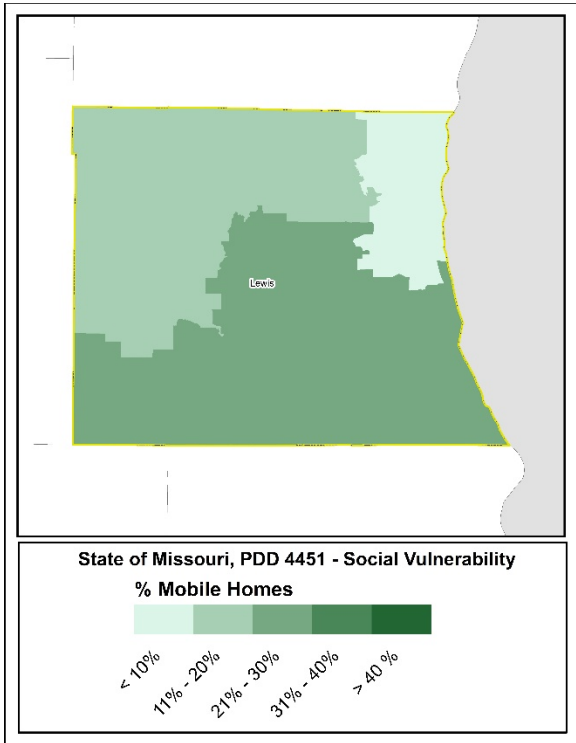 Lewis
State of Missouri, PDD 4451 - Social Vulnerability
% Mobile Homes
< 10%
11% - 20%
21% - 30%
31% - 40%
> 40 %